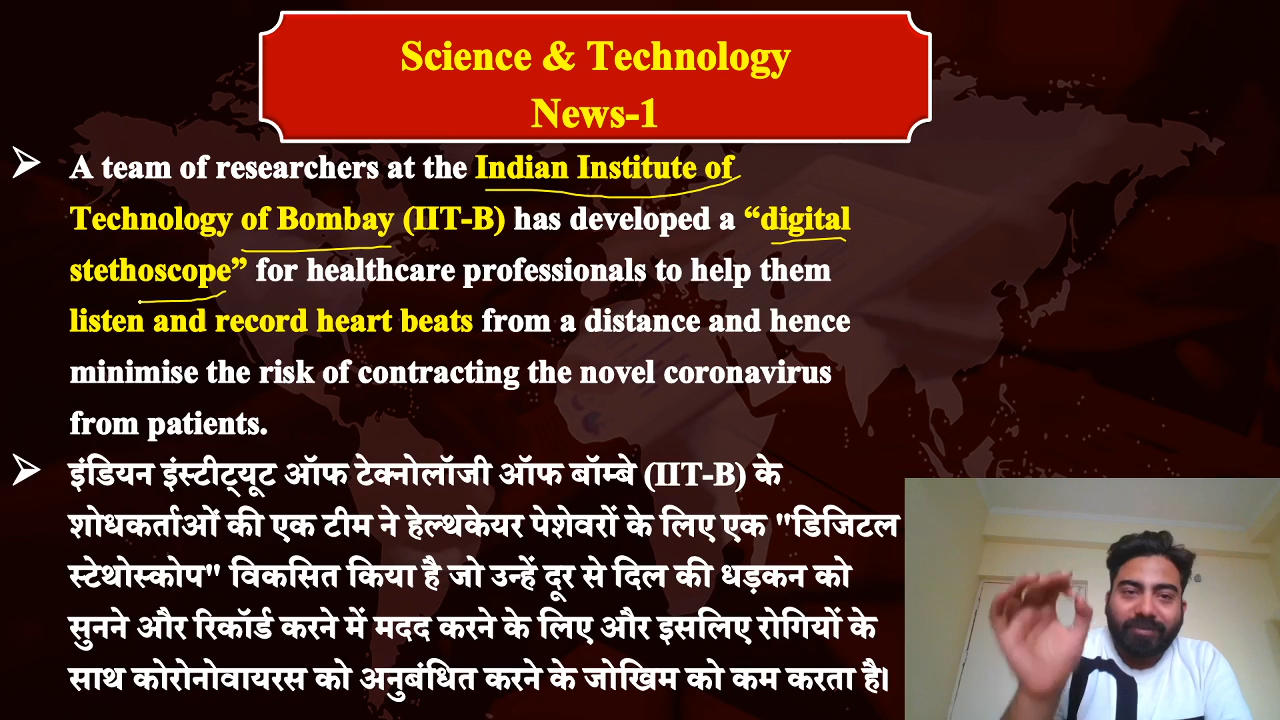 Science & Technology
News-1
A team of researchers at the Indian Institute of
Technology of Bombay (IIT-B) has developed a “digital
stethoscope” for healthcare professionals to help them
listen and record heart beats from a distance and hence
minimise the risk of contracting the novel coronavirus
from patients.
इंडियन इंस्टीट्यूट ऑफ टेक्नोलॉजी ऑफ बॉम्बे (IIT-B) के
शोधकर्ताओं की एक टीम ने हेल्थकेयर पेशेवरों के लिए एक "डिजिटल
स्टेथोस्कोप" विकसित किया है जो उन्हें दूर से दिल की धड़कन को
सुनने और रिकॉर्ड करने में मदद करने के लिए और इसलिए रोगियों के
साथ कोरोनोवायरस को अनुबंधित करने के जोखिम को कम करता है।